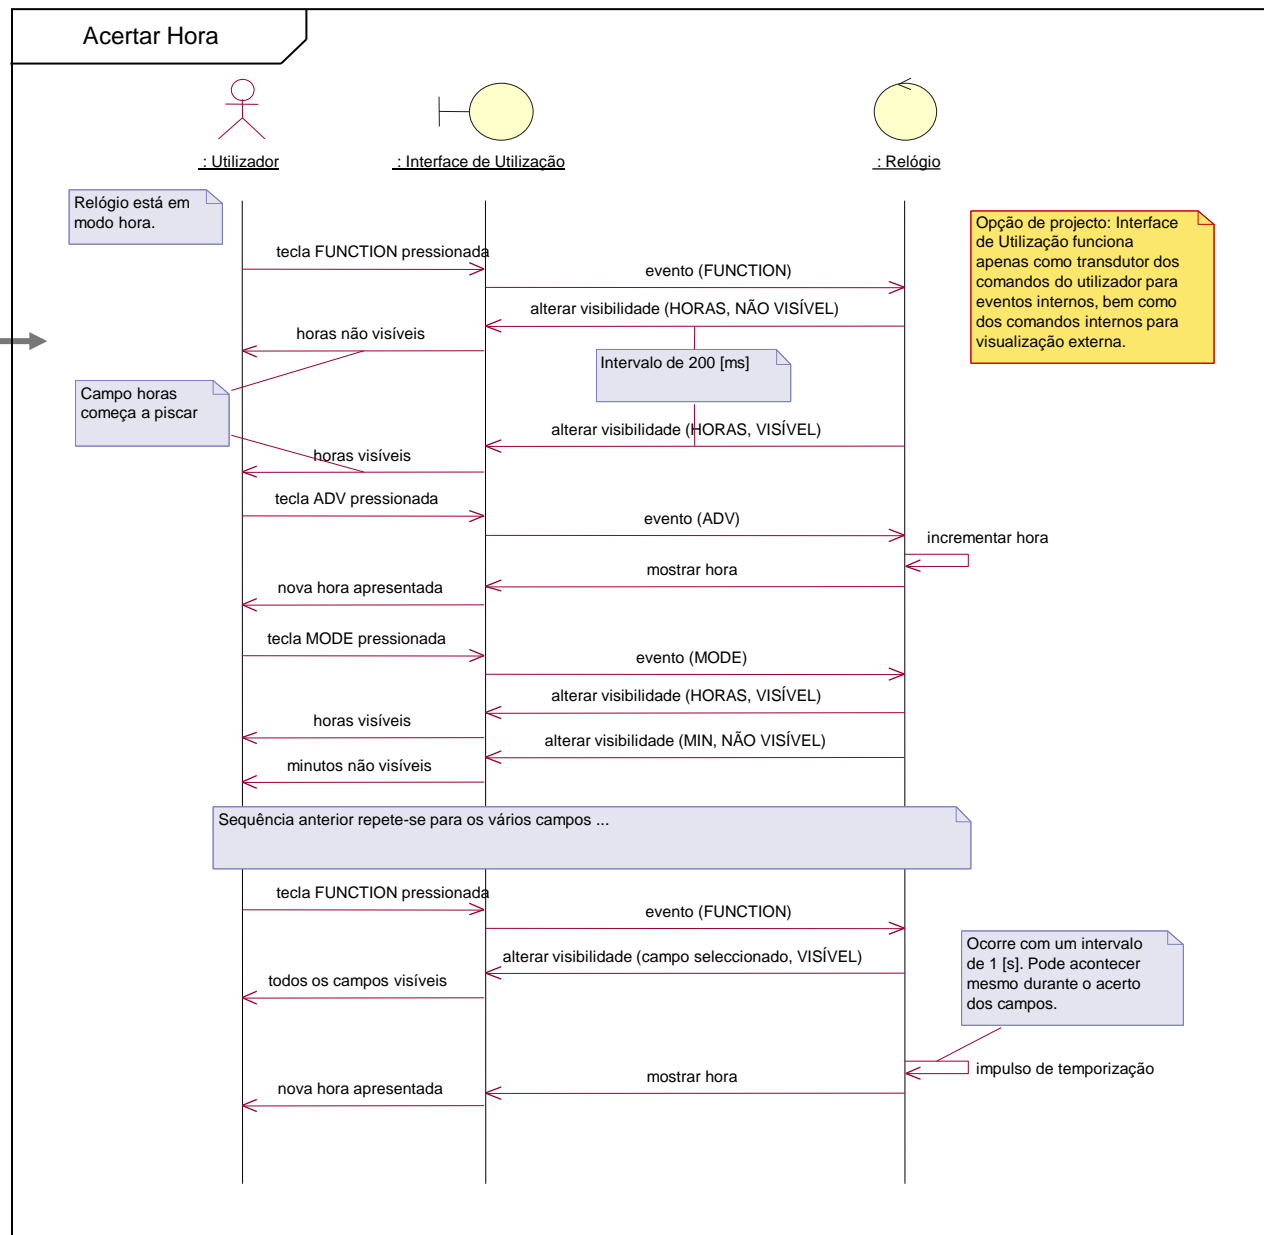 Acertar Hora
: Utilizador
: Interface de Utilização
: Relógio
Relógio está em
modo hora.
Opção de projecto: Interface
de Utilização funciona
apenas como transdutor dos
comandos do utilizador para
eventos internos, bem como
dos comandos internos para
visualização externa.
tecla FUNCTION pressionada
evento (FUNCTION)
alterar visibilidade (HORAS, NÃO VISÍVEL)
horas não visíveis
Intervalo de 200 [ms]
Campo horas
começa a piscar
alterar visibilidade (HORAS, VISÍVEL)
horas visíveis
tecla ADV pressionada
evento (ADV)
incrementar hora
mostrar hora
nova hora apresentada
tecla MODE pressionada
evento (MODE)
alterar visibilidade (HORAS, VISÍVEL)
horas visíveis
alterar visibilidade (MIN, NÃO VISÍVEL)
minutos não visíveis
Sequência anterior repete-se para os vários campos ...
tecla FUNCTION pressionada
evento (FUNCTION)
alterar visibilidade (campo seleccionado, VISÍVEL)
todos os campos visíveis
Ocorre com um intervalo
de 1 [s]. Pode acontecer
mesmo durante o acerto
dos campos.
impulso de temporização
mostrar hora
nova hora apresentada